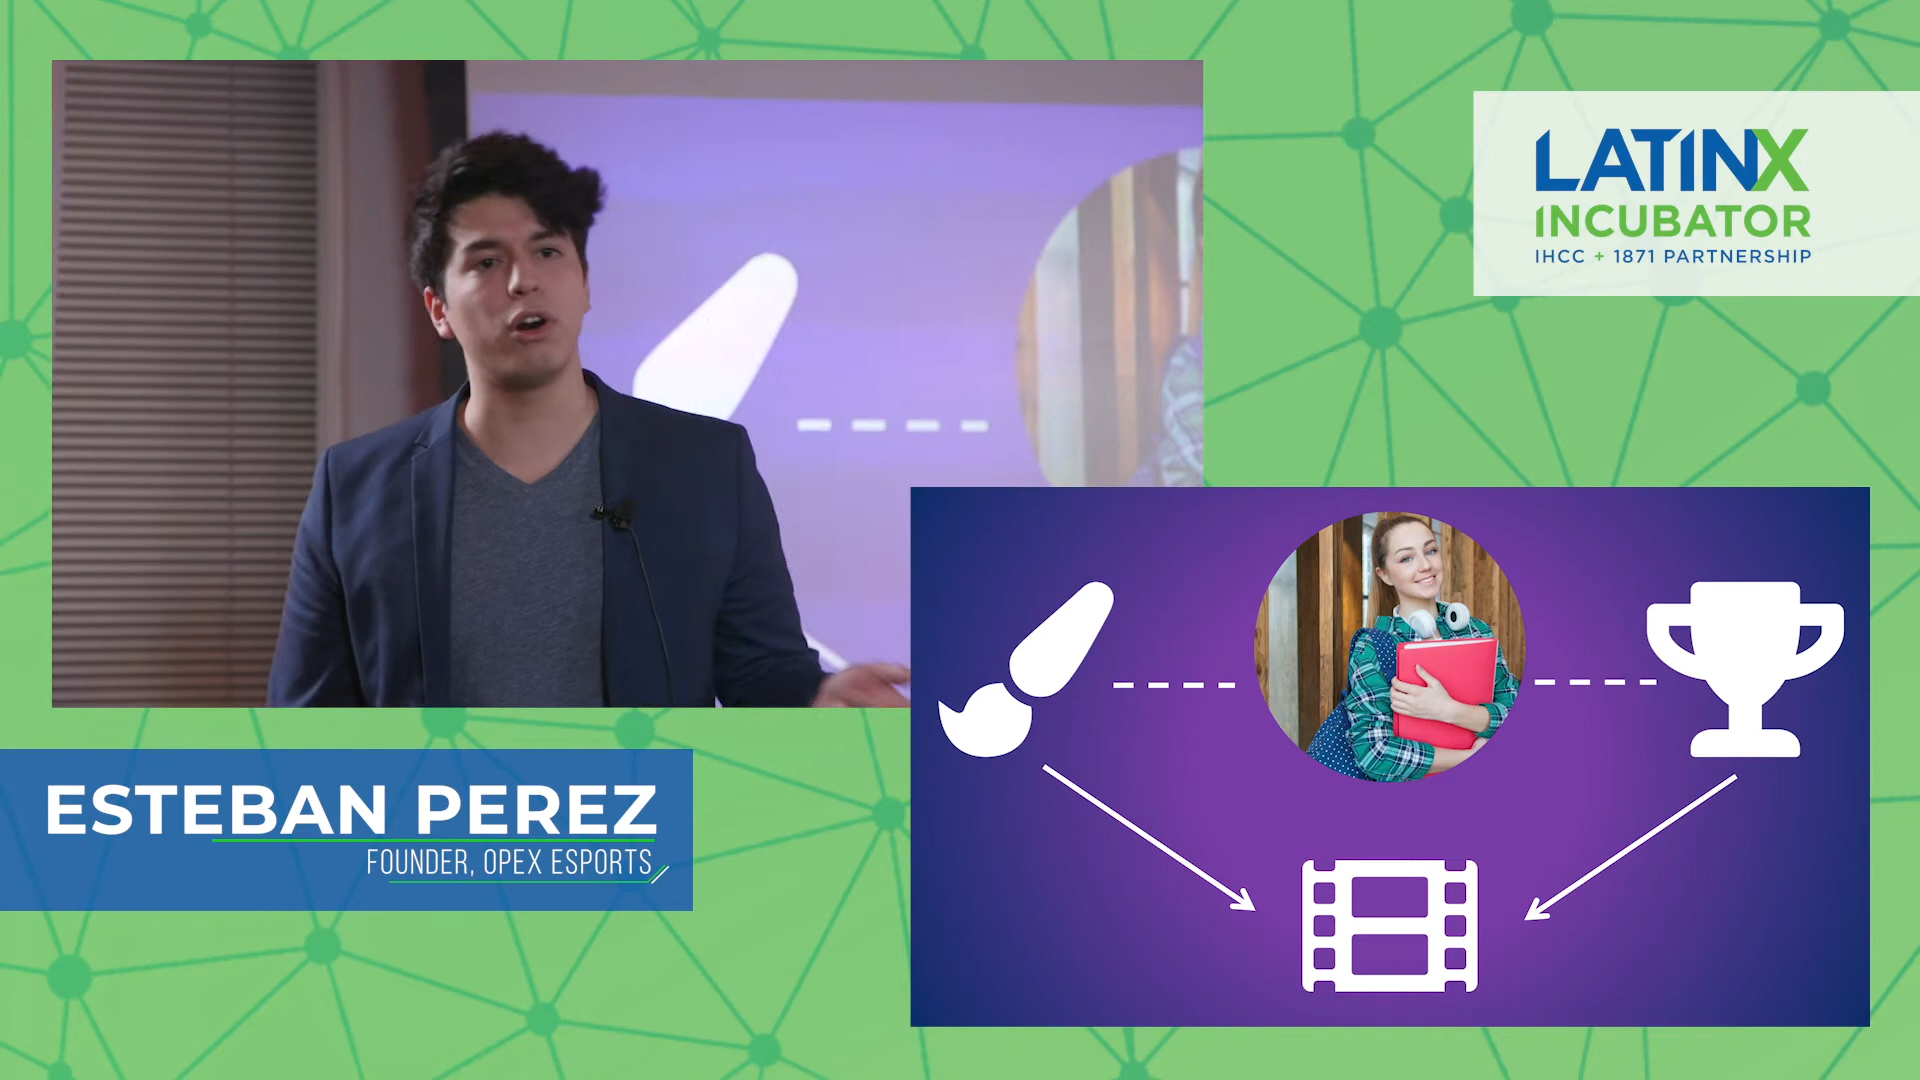 LATINX
INCUBATOR
IHCC + 1871 PARTNERSHIP
ESTEBAN PEREZ
FOUNDER, OPEX ESPORTS